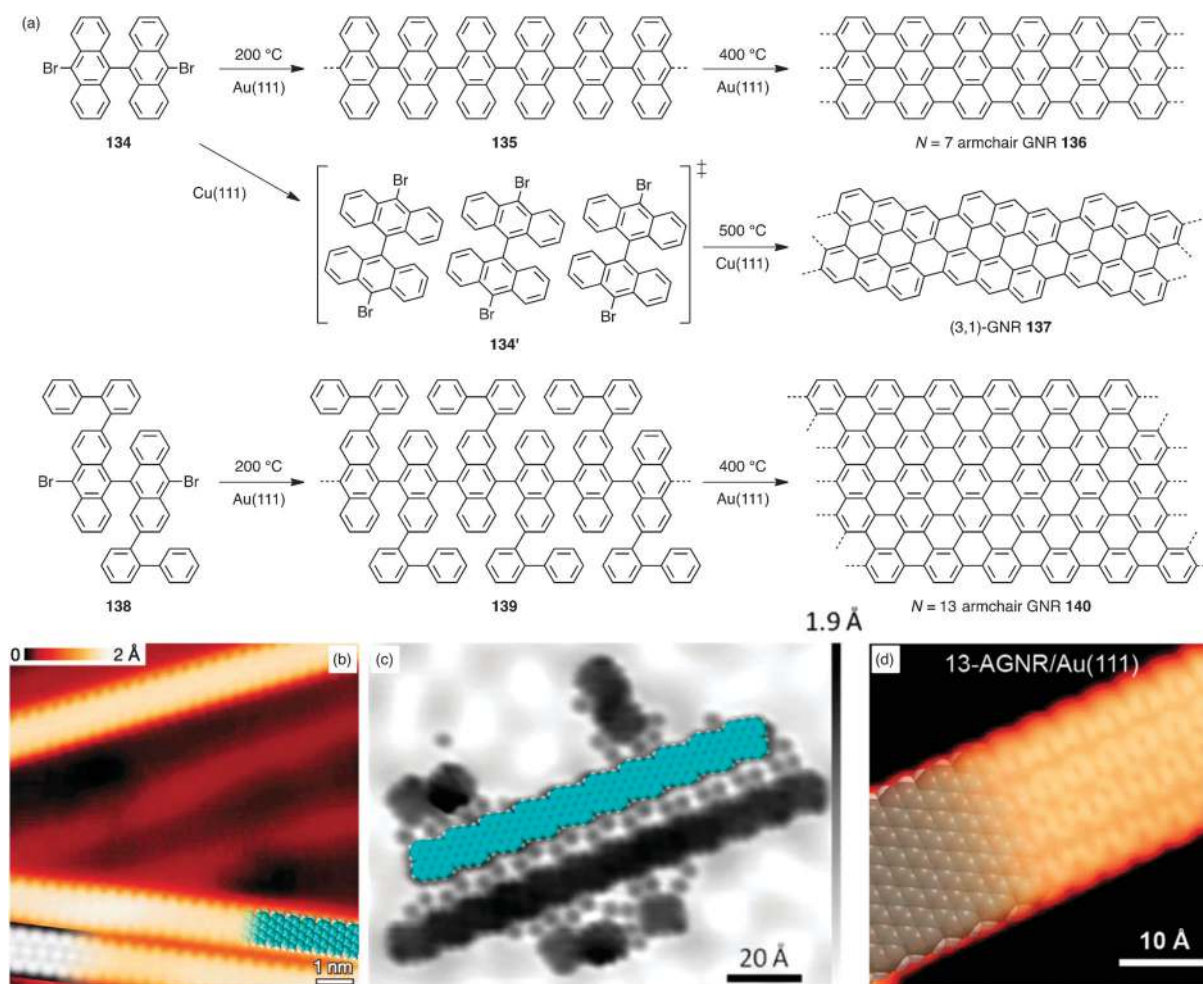 (a)
Br
Br
200 °C
Au(111)
400 °C
Au(111)
134
135
N = 7 armchair GNR 136
Cu(111)
Br
Br
Br
Br
Br
Br
‡
500 °C
Cu(111)
134'
(3,1)-GNR 137
Br
Br
200 °C
Au(111)
400 °C
Au(111)
138
139
N = 13 armchair GNR 140
0
2 Å
(b)
1 nm
(c)
1.9 Å
20 Å
13-AGNR/Au(111)
(d)
10 Å